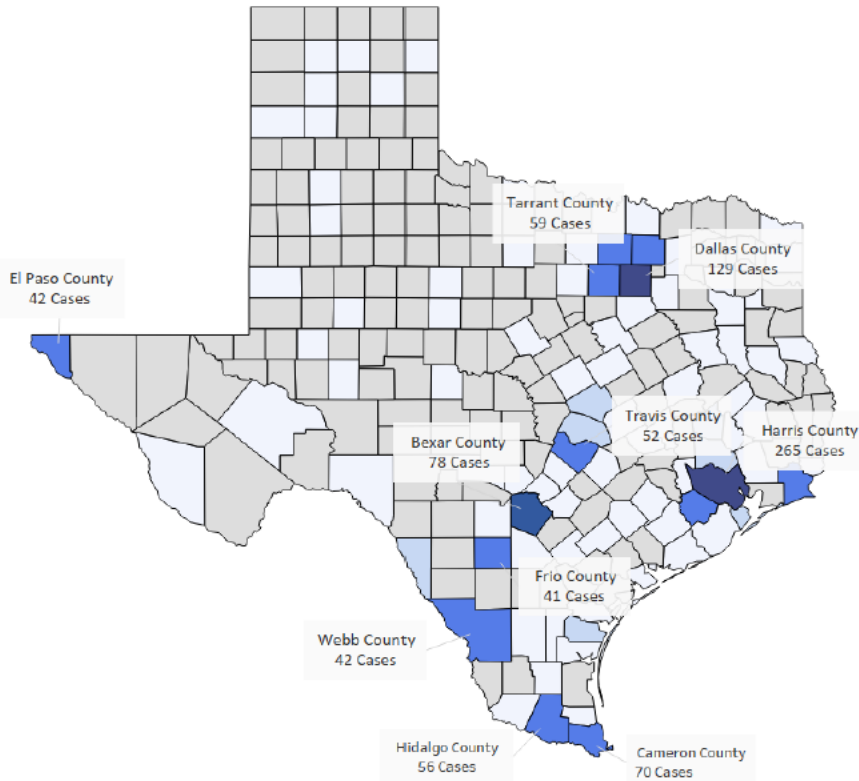 Tarrant County
59 Cases
Dallas County
129 Cases
El Paso County
42 Cases
Travis County
52 Cases
Harris County
265 Cases
Bexar County
78 Cases
Frio County
41 Cases
Webb County
42 Cases
Hidalgo County
56 Cases
Cameron County
70 Cases